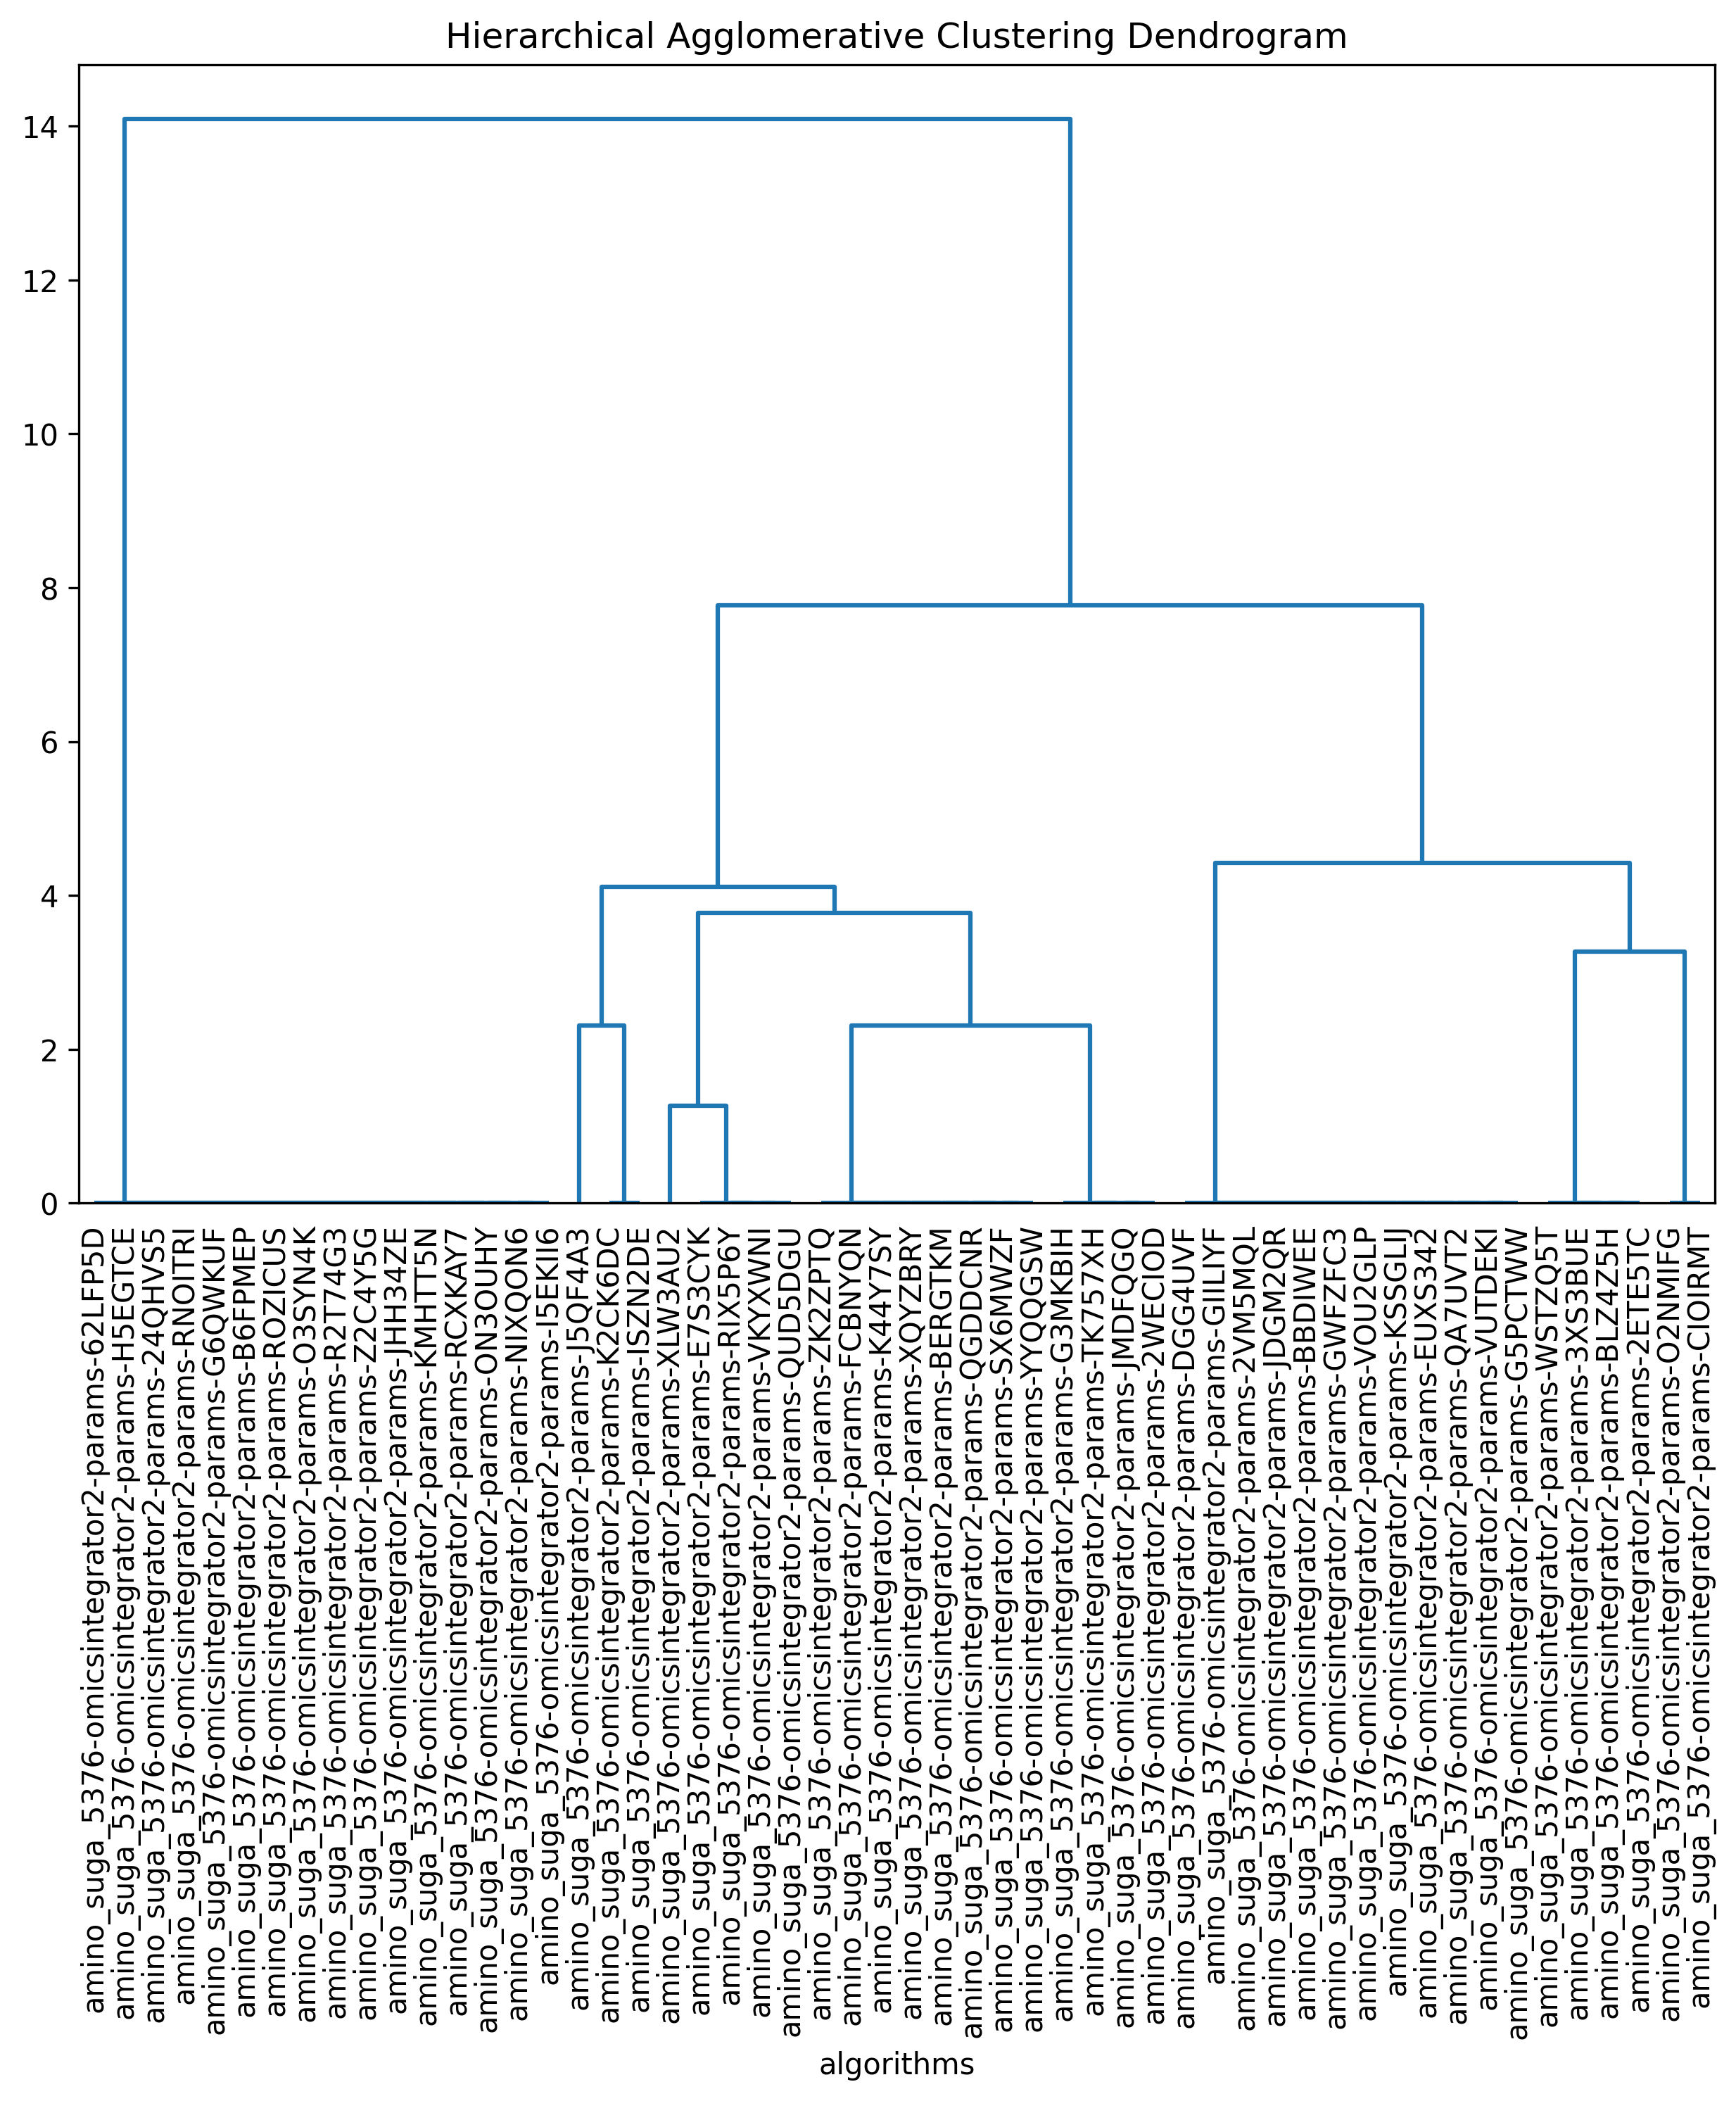 Hierarchical Agglomerative Clustering Dendrogram
14
12
10
8
6
4
2
0
amino_suga_5376-omicsintegrator2-params-62LFP5D
amino_suga_5376-omicsintegrator2-params-H5EGTCE
amino_suga_5376-omicsintegrator2-params-24QHVS5
amino_suga_5376-omicsintegrator2-params-RNOITRI
amino_suga_5376-omicsintegrator2-params-G6QWKUF
amino_suga_5376-omicsintegrator2-params-B6FPMEP
amino_suga_5376-omicsintegrator2-params-ROZICUS
amino_suga_5376-omicsintegrator2-params-O3SYN4K
amino_suga_5376-omicsintegrator2-params-R2T74G3
amino_suga_5376-omicsintegrator2-params-Z2C4Y5G
amino_suga_5376-omicsintegrator2-params-JHH34ZE
amino_suga_5376-omicsintegrator2-params-KMHTT5N
amino_suga_5376-omicsintegrator2-params-RCXKAY7
amino_suga_5376-omicsintegrator2-params-ON3OUHY
amino_suga_5376-omicsintegrator2-params-NIXQON6
amino_suga_5376-omicsintegrator2-params-I5EKII6
amino_suga_5376-omicsintegrator2-params-J5QF4A3
amino_suga_5376-omicsintegrator2-params-K2CK6DC
amino_suga_5376-omicsintegrator2-params-ISZN2DE
amino_suga_5376-omicsintegrator2-params-XLW3AU2
amino_suga_5376-omicsintegrator2-params-E7S3CYK
amino_suga_5376-omicsintegrator2-params-RIX5P6Y
amino_suga_5376-omicsintegrator2-params-VKYXWNI
amino_suga_5376-omicsintegrator2-params-QUD5DGU
amino_suga_5376-omicsintegrator2-params-ZK2ZPTQ
amino_suga_5376-omicsintegrator2-params-FCBNYQN
amino_suga_5376-omicsintegrator2-params-K44Y7SY
amino_suga_5376-omicsintegrator2-params-XQYZBRY
amino_suga_5376-omicsintegrator2-params-BERGTKM
amino_suga_5376-omicsintegrator2-params-QGDDCNR
amino_suga_5376-omicsintegrator2-params-SX6MWZF
amino_suga_5376-omicsintegrator2-params-YYQQGSW
amino_suga_5376-omicsintegrator2-params-G3MKBIH
amino_suga_5376-omicsintegrator2-params-TK757XH
amino_suga_5376-omicsintegrator2-params-JMDFQGQ
amino_suga_5376-omicsintegrator2-params-2WECIOD
amino_suga_5376-omicsintegrator2-params-DGG4UVF
amino_suga_5376-omicsintegrator2-params-GIILIYF
amino_suga_5376-omicsintegrator2-params-2VM5MQL
amino_suga_5376-omicsintegrator2-params-JDGM2QR
amino_suga_5376-omicsintegrator2-params-BBDIWEE
amino_suga_5376-omicsintegrator2-params-GWFZFC3
amino_suga_5376-omicsintegrator2-params-VOU2GLP
amino_suga_5376-omicsintegrator2-params-KSSGLIJ
amino_suga_5376-omicsintegrator2-params-EUXS342
amino_suga_5376-omicsintegrator2-params-QA7UVT2
amino_suga_5376-omicsintegrator2-params-VUTDEKI
amino_suga_5376-omicsintegrator2-params-G5PCTWW
amino_suga_5376-omicsintegrator2-params-WSTZQ5T
amino_suga_5376-omicsintegrator2-params-3XS3BUE
amino_suga_5376-omicsintegrator2-params-BLZ4Z5H
amino_suga_5376-omicsintegrator2-params-2ETE5TC
amino_suga_5376-omicsintegrator2-params-O2NMIFG
amino_suga_5376-omicsintegrator2-params-CIOIRMT
algorithms